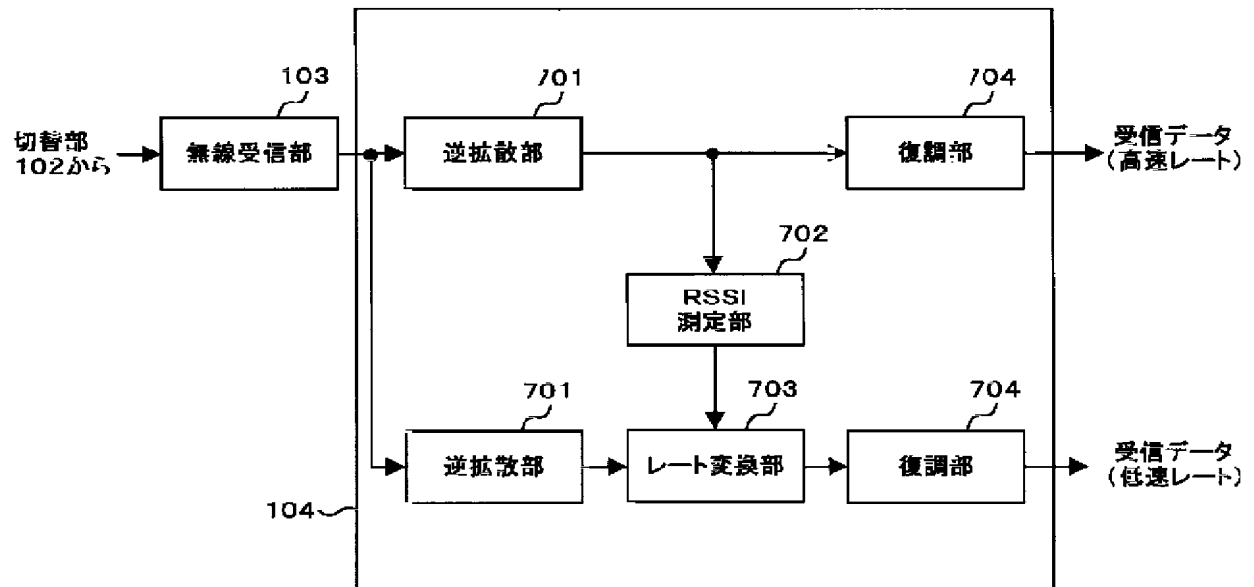 103
701
704
切替部
102から
無線受信部
逆拡散部
復調部
受信データ
(高速レート)
702
RSSI
測定部
701
703
704
逆拡散部
レート変換部
復調部
受信データ
(低速レート)
104